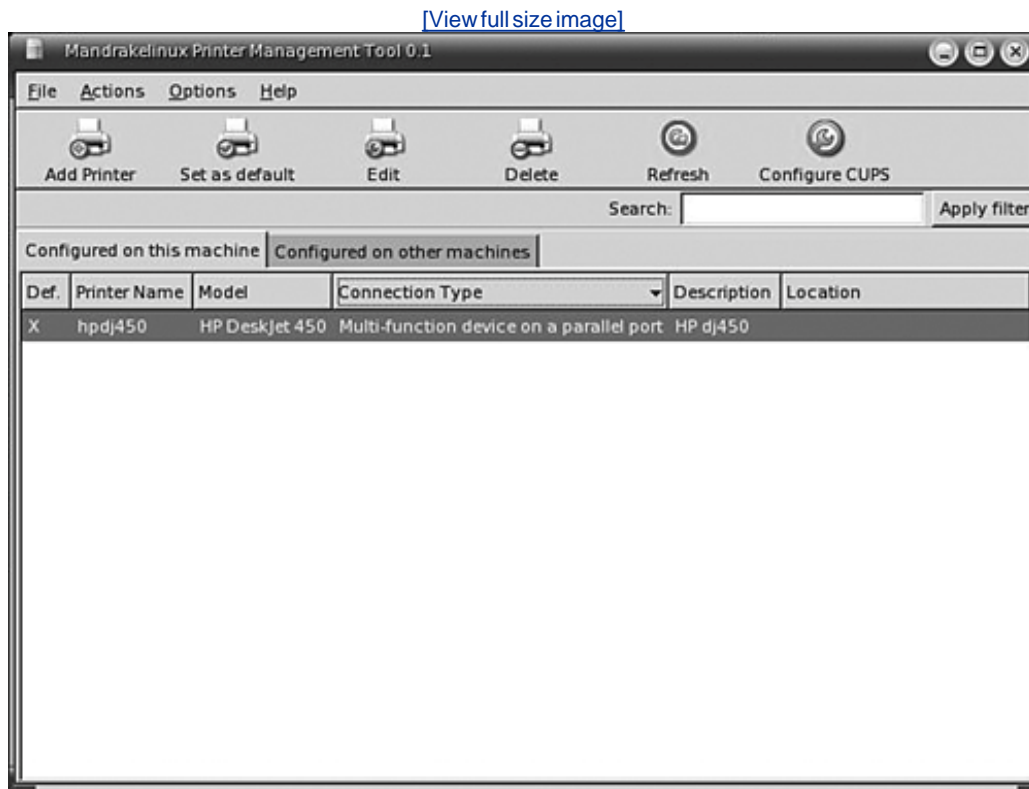 [View full size image]
Mandrakelinux Printer Management Tool 0.1
File Actions Options Help
Add Printer Set as default Edit Delete Refresh Configure CUPS
Search: Apply filter
Configured on this machine Configured on other machines
Def. Printer Name Model Connection Type Description Location
X hpdj450 HP DeskJet 450 Multi-function device on a parallel port HP dj450